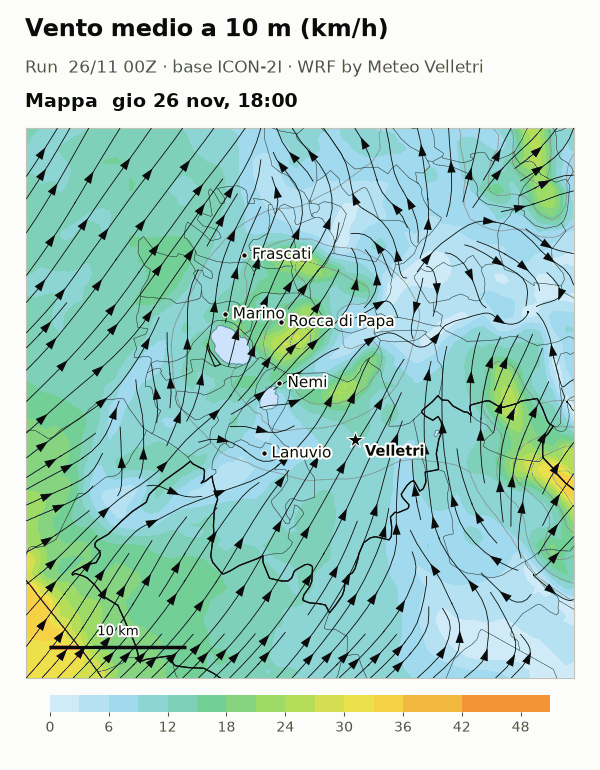 Vento medio a 10 m (km/h)
Run  26/11 00Z · base ICON-2I · WRF by Meteo Velletri
Mappa  gio 26 nov, 18:00
Frascati
Marino
Rocca di Papa
Nemi
Velletri
Lanuvio
10 km
0 6 12 18 24 30 36 42 48